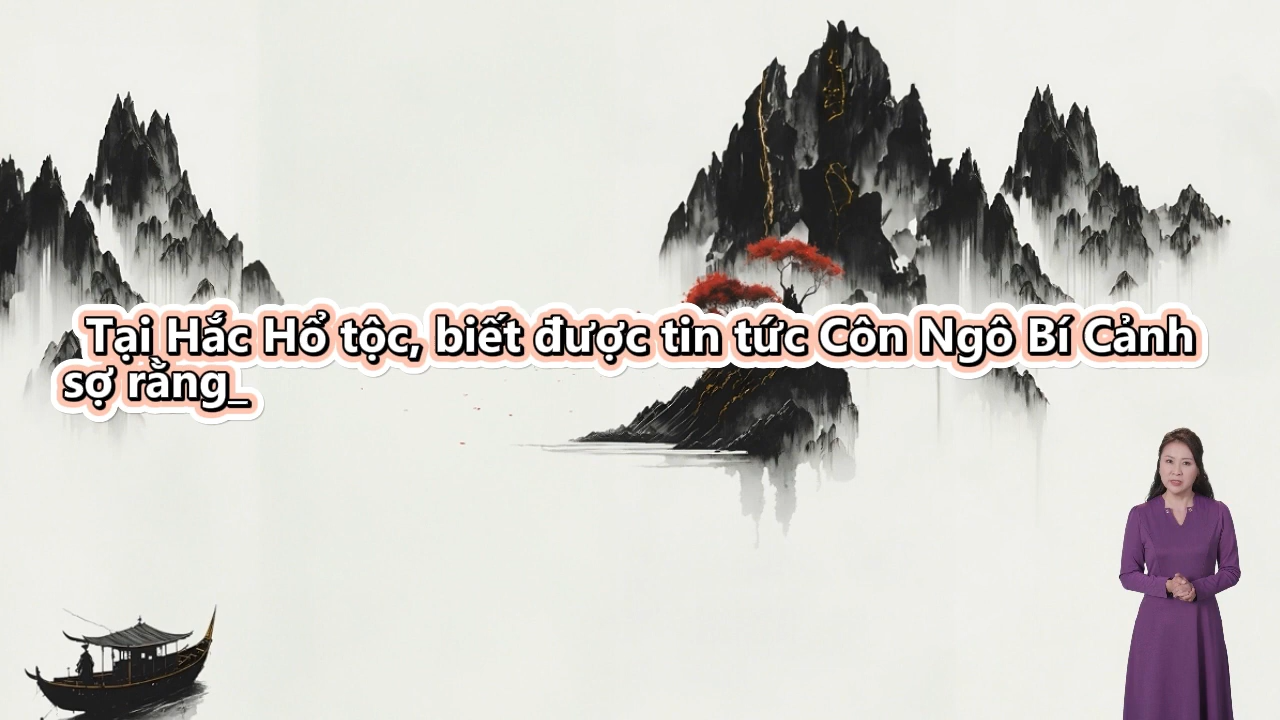 Tại Hắc Hổ tộc, biết được tin tức Côn Ngô Bí Cảnh
sợ rằng_